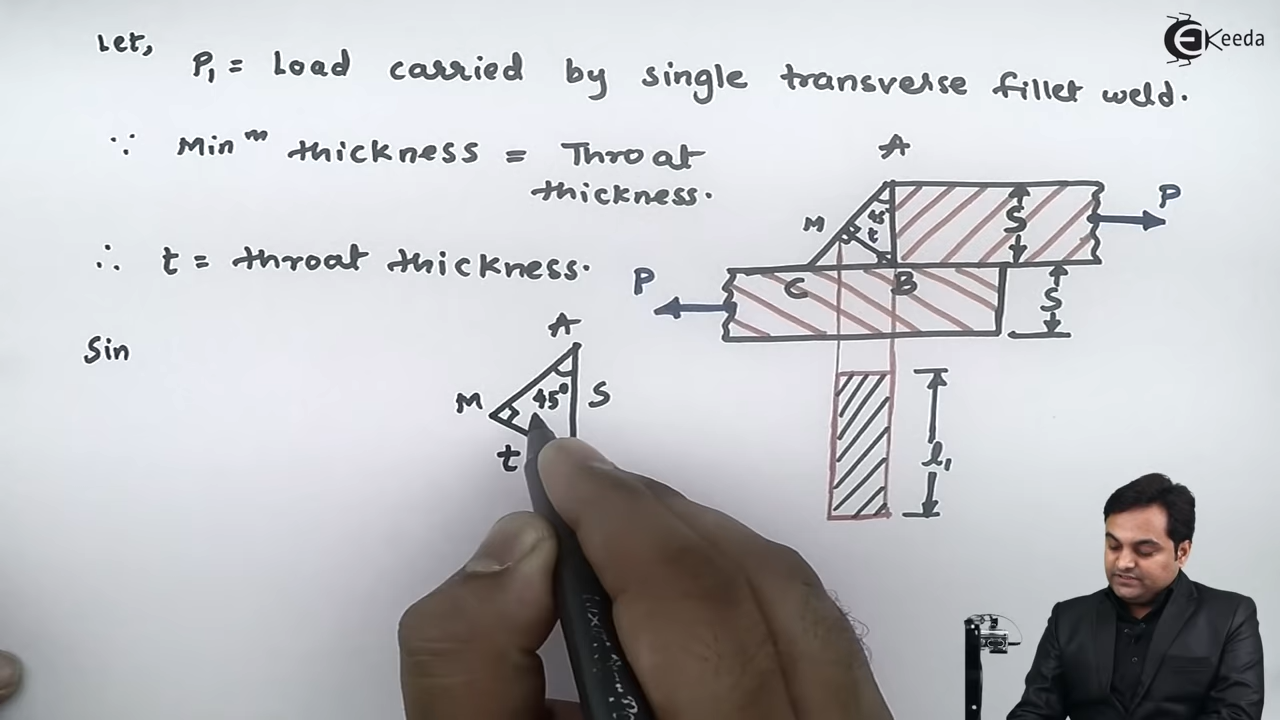 Let,
P₁ = Load carried by single transverse fillet weld.
∵ Minᵐ thickness = Throat
thickness.
∴ t = throat thickness.
Sin
A
M
45°
S
t
A
M
45°
t
S
P
P
C
B
S
l₁
EKeeda